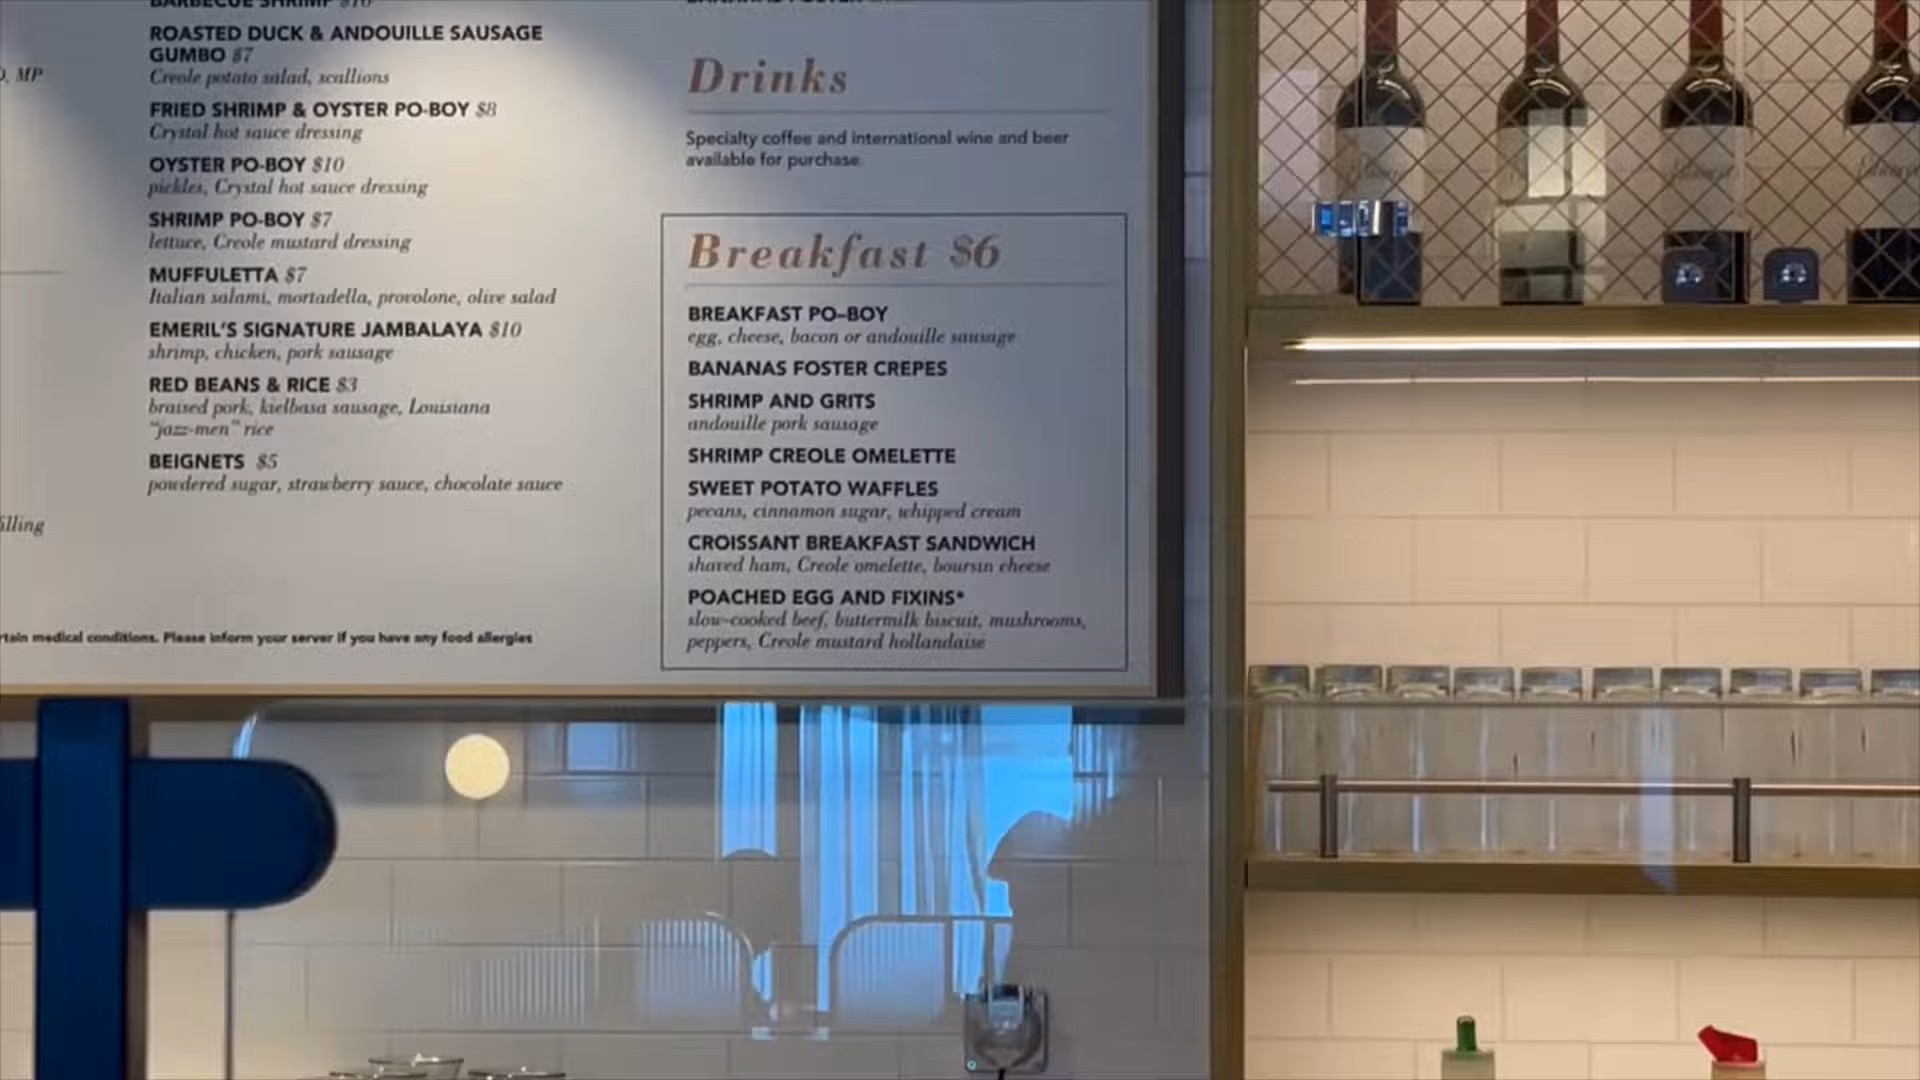 O, MP
illing
BARBECUE SHRIMP $10
ROASTED DUCK & ANDOUILLE SAUSAGE
GUMBO $7
Creole potato salad, scallions
FRIED SHRIMP & OYSTER PO-BOY $8
Crystal hot sauce dressing
OYSTER PO-BOY $10
pickles, Crystal hot sauce dressing
SHRIMP PO-BOY $7
lettuce, Creole mustard dressing
MUFFULETTA $7
Italian salami, mortadella, provolone, olive salad
EMERIL'S SIGNATURE JAMBALAYA $10
shrimp, chicken, pork sausage
RED BEANS & RICE $3
braised pork, kielbasa sausage, Louisiana
"jazz-men" rice
BEIGNETS $5
powdered sugar, strawberry sauce, chocolate sauce
rtain medical conditions. Please inform your server if you have any food allergies
BANANAS FOSTER
Drinks
Specialty coffee and international wine and beer
available for purchase
Breakfast $6
BREAKFAST PO-BOY
egg, cheese, bacon or andouille sausage
BANANAS FOSTER CREPES
SHRIMP AND GRITS
andouille pork sausage
SHRIMP CREOLE OMELETTE
SWEET POTATO WAFFLES
pecans, cinnamon sugar, whipped cream
CROISSANT BREAKFAST SANDWICH
shaved ham, Creole omelette, boursin cheese
POACHED EGG AND FIXINS*
slow-cooked beef, buttermilk biscuit, mushrooms,
peppers, Creole mustard hollandaise